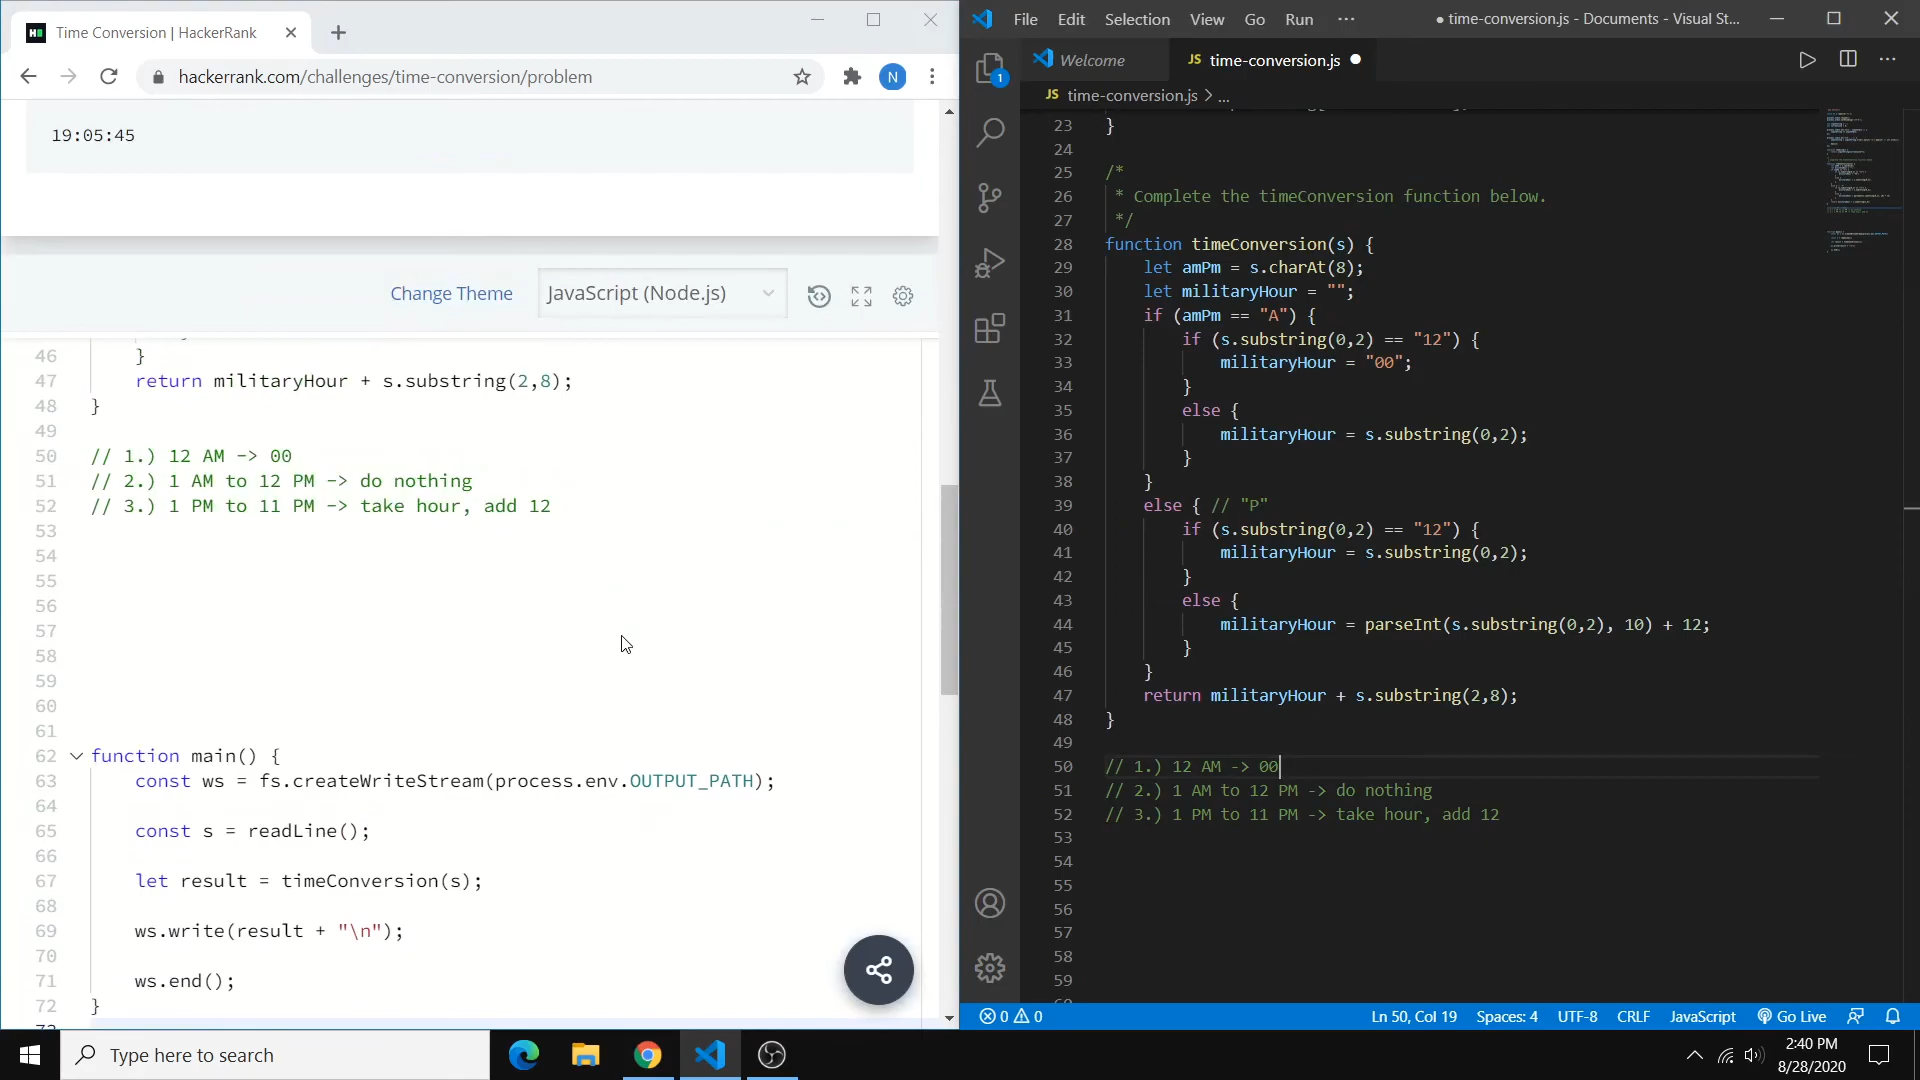 Time Conversion | HackerRank
hackerrank.com/challenges/time-conversion/problem
N
19:05:45
Change Theme
JavaScript (Node.js)
46 }
47 return militaryHour + s.substring(2,8);
48 }
49
50 // 1.) 12 AM -> 00
51 // 2.) 1 AM to 12 PM -> do nothing
52 // 3.) 1 PM to 11 PM -> take hour, add 12
53
54
55
56
57
58
59
60
61
62 function main() {
63 const ws = fs.createWriteStream(process.env.OUTPUT_PATH);
64
65 const s = readLine();
66
67 let result = timeConversion(s);
68
69 ws.write(result + "\n");
70
71 ws.end();
72 }
File Edit Selection View Go Run ···
● time-conversion.js - Documents - Visual St...
1
Welcome
JS time-conversion.js
JS time-conversion.js > ...
23 }
24
25 /*
26 * Complete the timeConversion function below.
27 */
28 function timeConversion(s) {
29 let amPm = s.charAt(8);
30 let militaryHour = "";
31 if (amPm == "A") {
32 if (s.substring(0,2) == "12") {
33 militaryHour = "00";
34 }
35 else {
36 militaryHour = s.substring(0,2);
37 }
38 }
39 else { // "P"
40 if (s.substring(0,2) == "12") {
41 militaryHour = s.substring(0,2);
42 }
43 else {
44 militaryHour = parseInt(s.substring(0,2), 10) + 12;
45 }
46 }
47 return militaryHour + s.substring(2,8);
48 }
49
50 // 1.) 12 AM -> 00
51 // 2.) 1 AM to 12 PM -> do nothing
52 // 3.) 1 PM to 11 PM -> take hour, add 12
53
54
55
56
57
58
59
0 0
Ln 50, Col 19 Spaces: 4 UTF-8 CRLF JavaScript Go Live
Type here to search
2:40 PM
8/28/2020